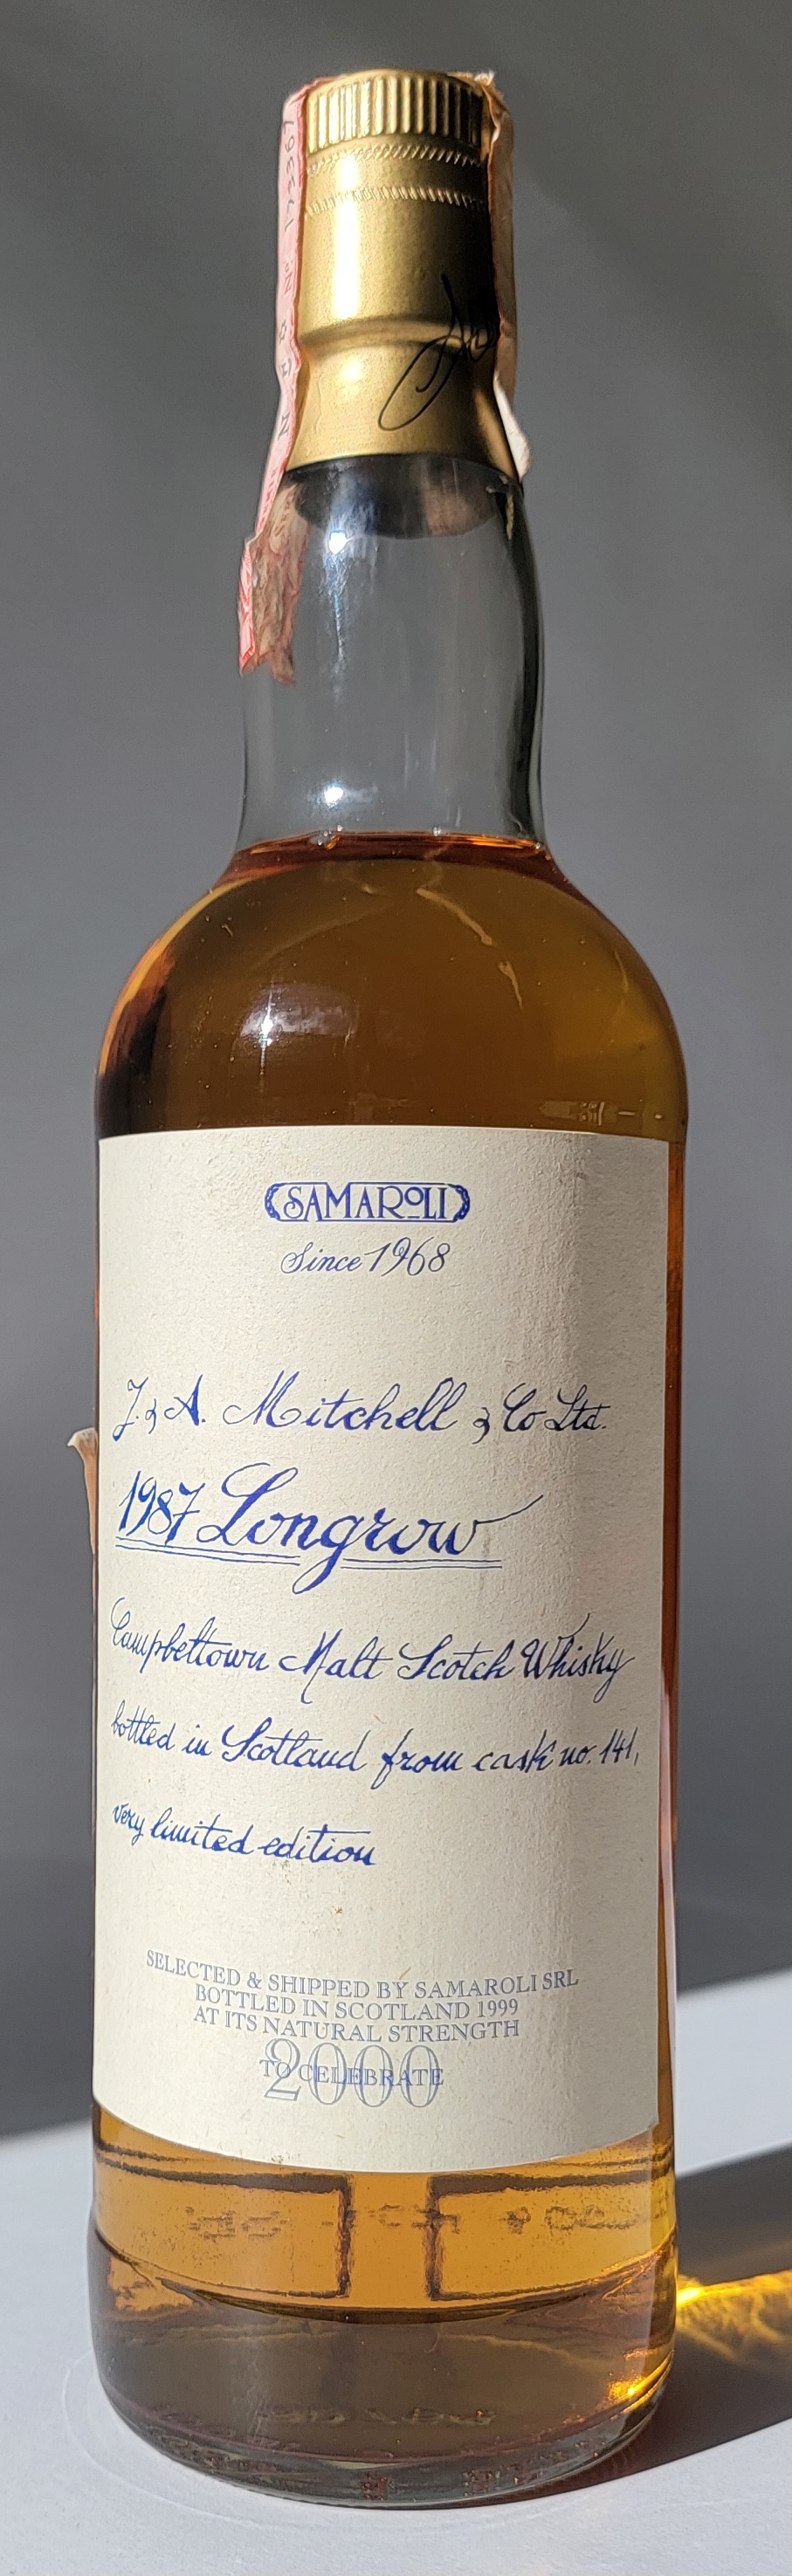 SAMAROLI
Since 1968
J. & A. Mitchell & Co Ltd.
1987 Longrow
Campbeltown Malt Scotch Whisky
bottled in Scotland from cask no. 141,
very limited edition
SELECTED & SHIPPED BY SAMAROLI SRL
BOTTLED IN SCOTLAND 1999
AT ITS NATURAL STRENGTH
TO CELEBRATE
2000